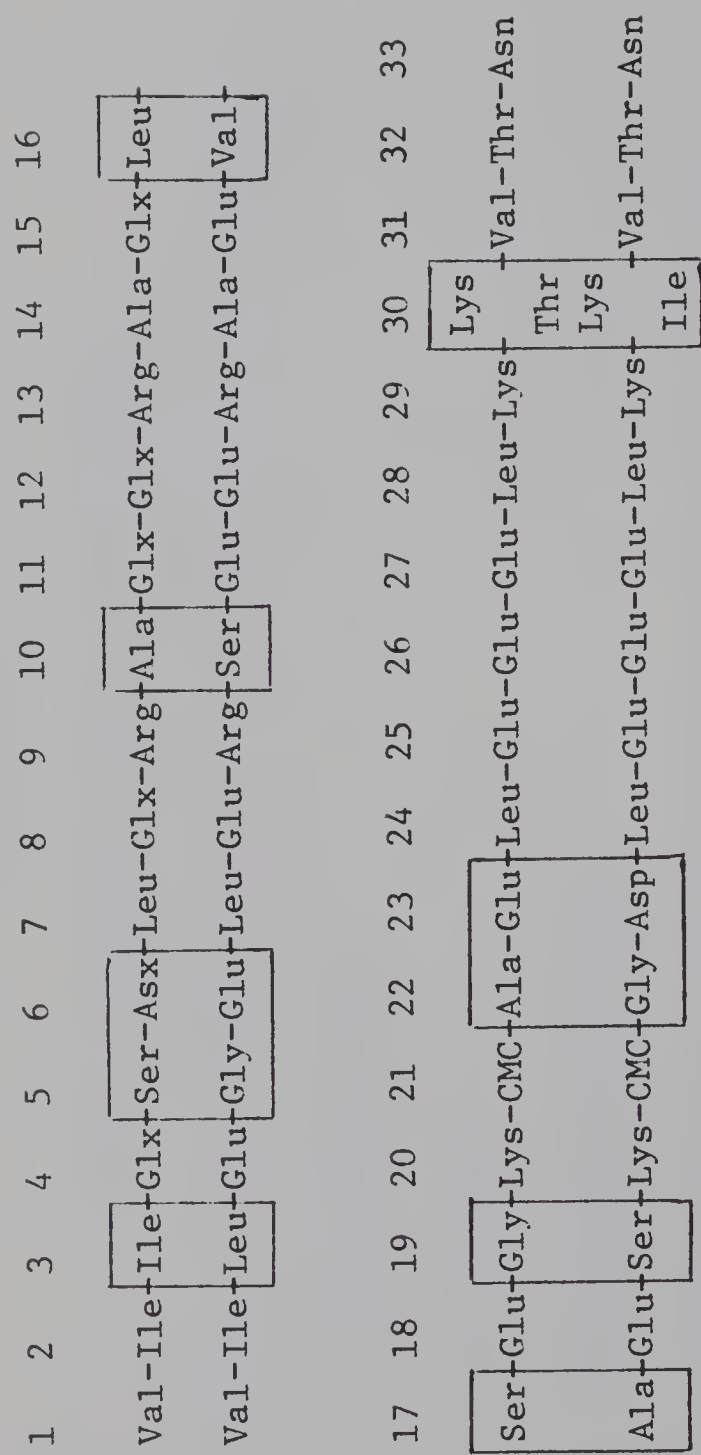 1 2 3 4 5 6 7 8 9 10 11 12 13 14 15 16
Val-Ile-Ile-Glx-Ser-Asx-Leu-Glx-Arg-Ala-Glx-Glx-Arg-Ala-Glx-Leu-
Val-Ile-Leu-Glu-Gly-Glu-Leu-Glu-Arg-Ser-Glu-Glu-Arg-Ala-Glu-Val-
17 18 19 20 21 22 23 24 25 26 27 28 29 30 31 32 33
Lys
Ser-Glu-Gly-Lys-CMC-Ala-Glu-Leu-Glu-Glu-Glu-Leu-Lys- -Val-Thr-Asn
Thr
Lys
Ala-Glu-Ser-Lys-CMC-Gly-Asp-Leu-Glu-Glu-Glu-Leu-Lys- -Val-Thr-Asn
Ile